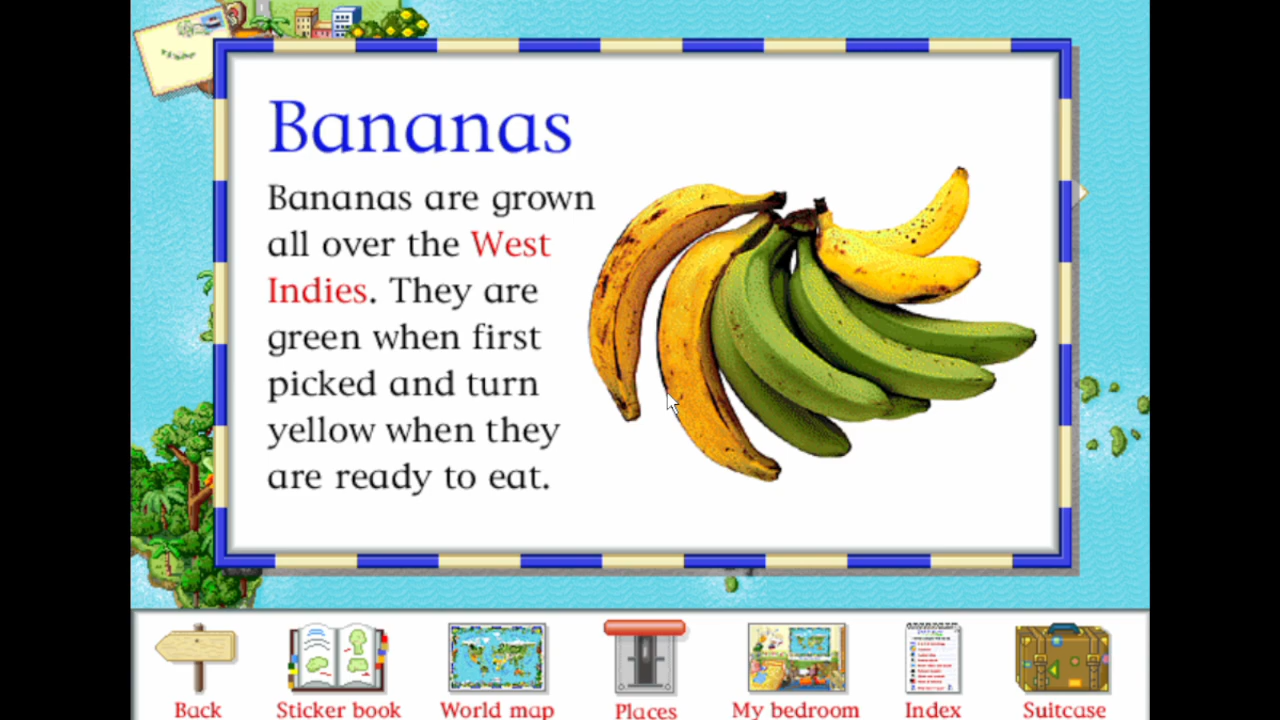 Bananas
Bananas are grown
all over the West
Indies. They are
green when first
picked and turn
yellow when they
are ready to eat.
Back
Sticker book
World map
Places
My bedroom
Index
Suitcase